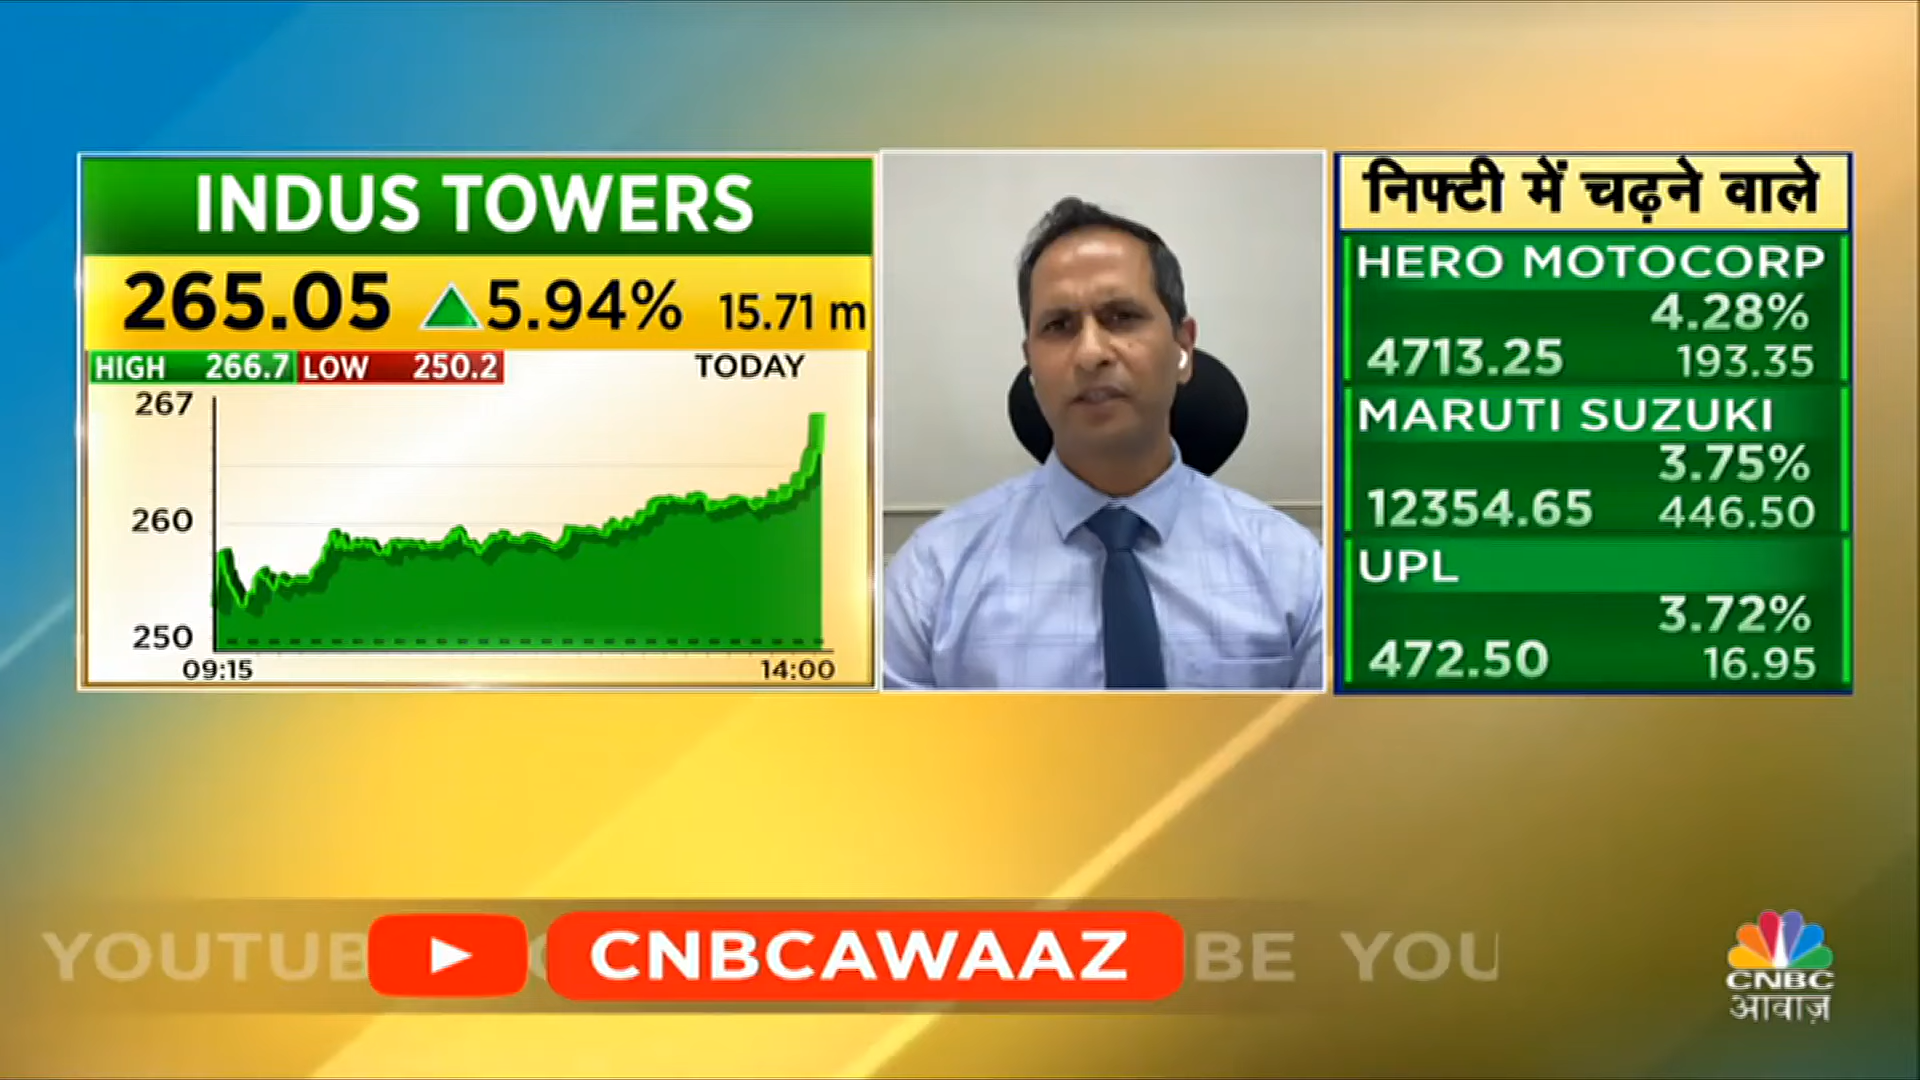 INDUS TOWERS
265.05 ▲ 5.94% 15.71 m
HIGH 266.7 LOW 250.2 TODAY
267
260
250
09:15 14:00
निफ्टी में चढ़ने वाले
HERO MOTOCORP
4.28%
4713.25 193.35
MARUTI SUZUKI
3.75%
12354.65 446.50
UPL
3.72%
472.50 16.95
YOUTUB CNBCAWAAZ BE YOU
CNBC
आवाज़